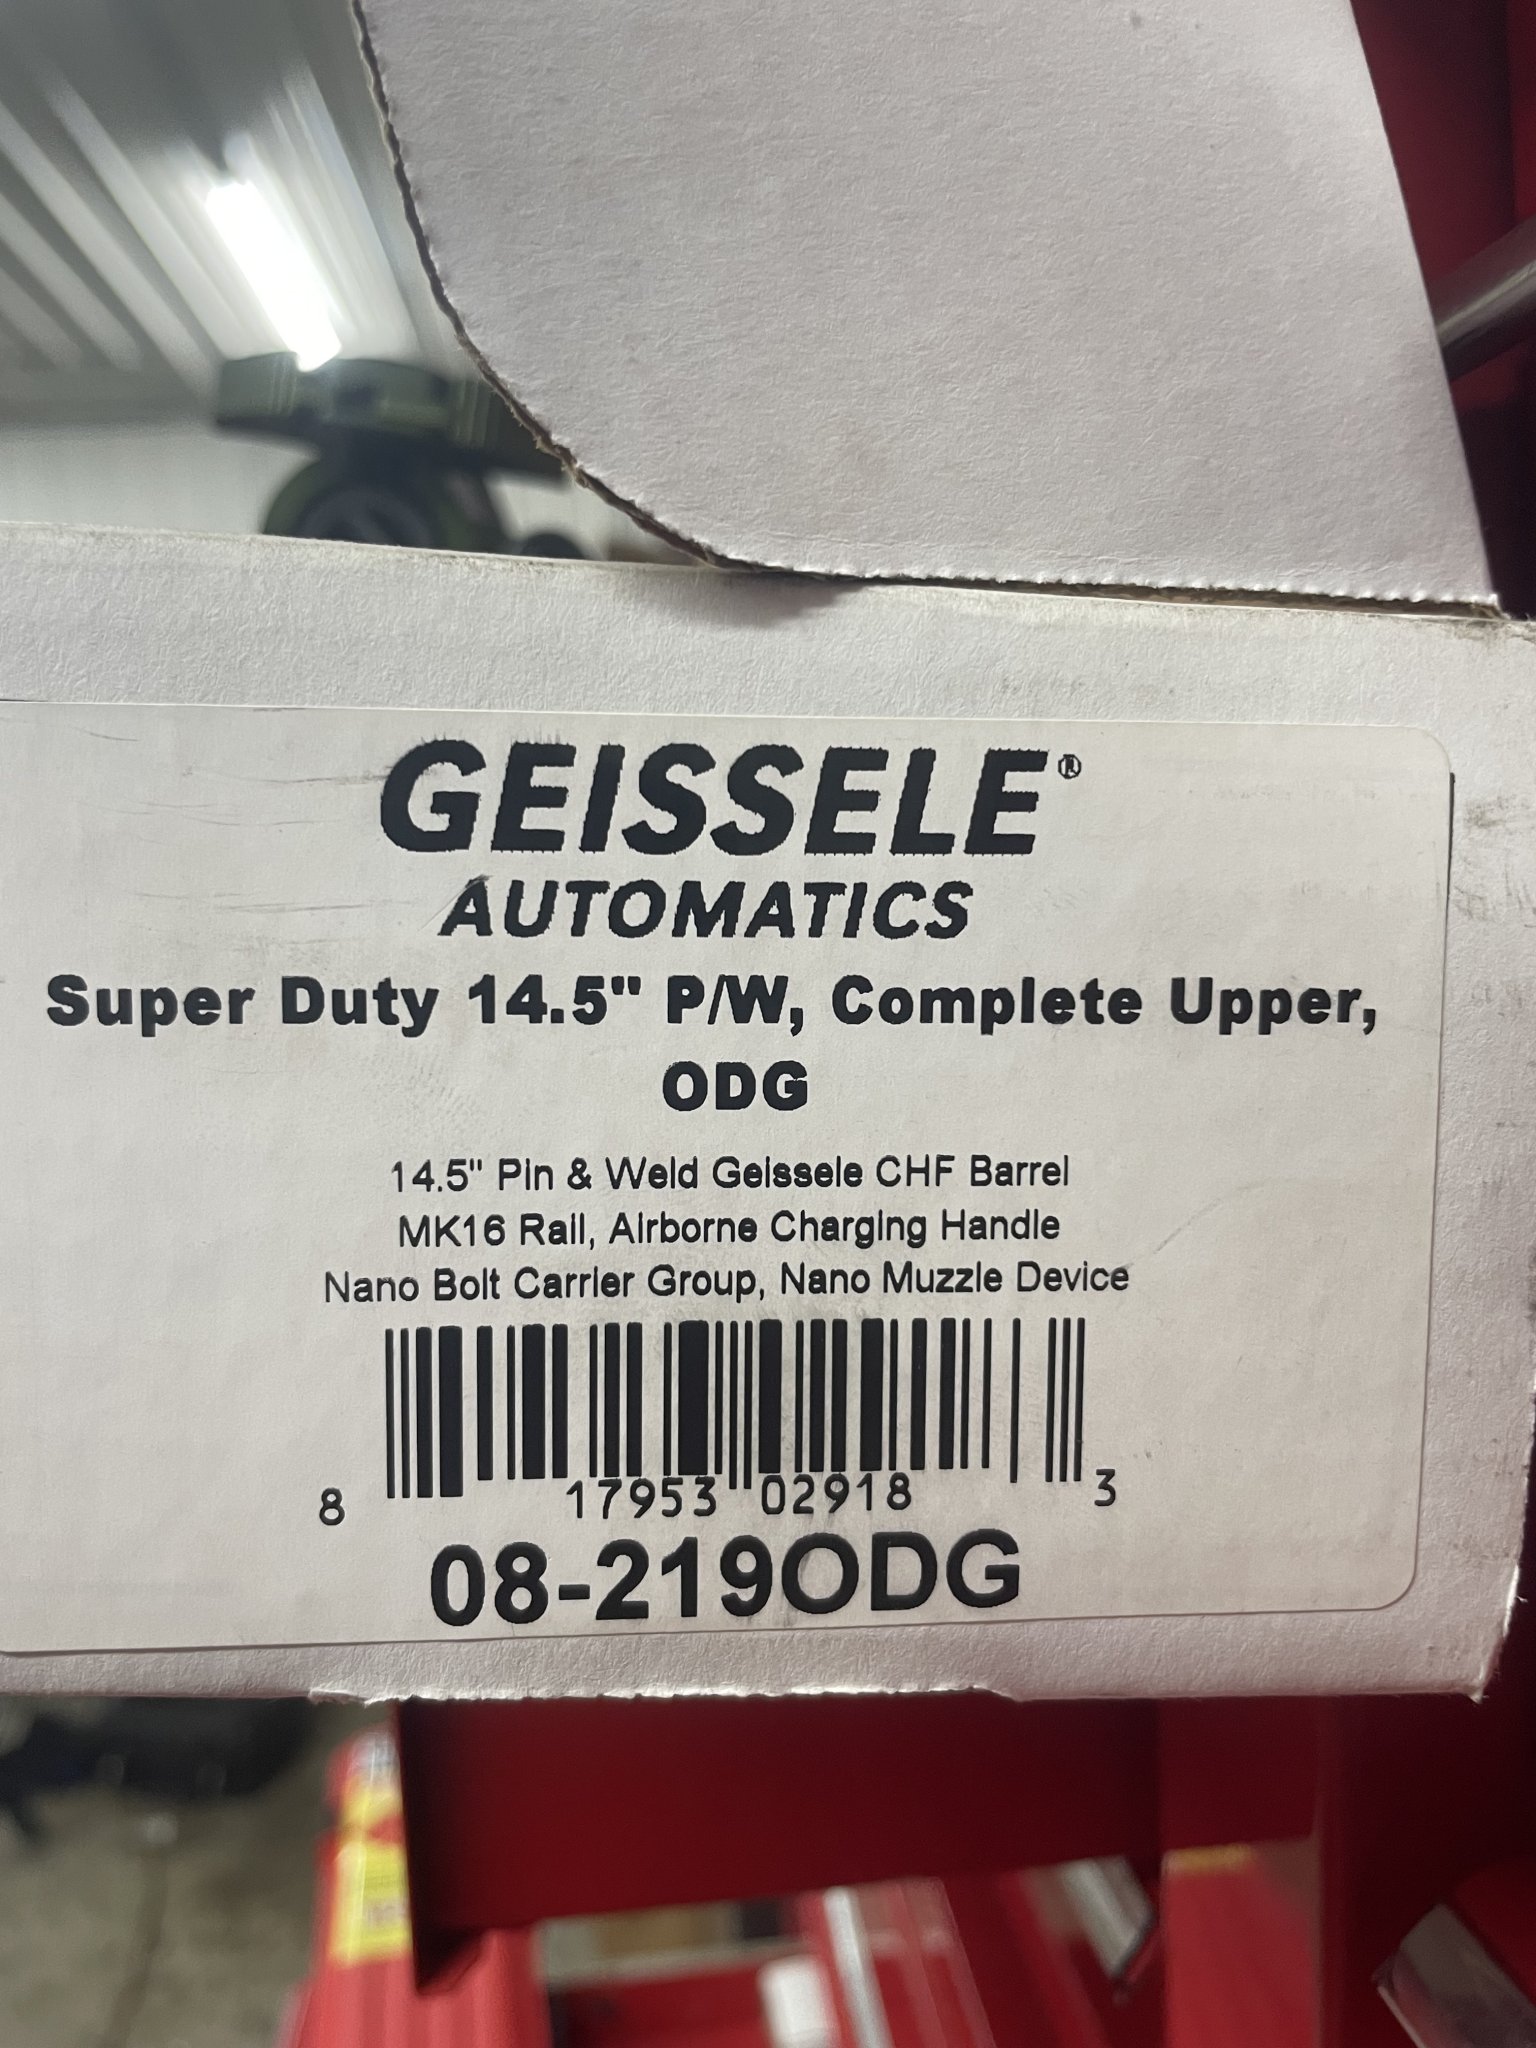 GEISSELE®
AUTOMATICS
Super Duty 14.5" P/W, Complete Upper,
ODG
14.5" Pin & Weld Geissele CHF Barrel
MK16 Rail, Airborne Charging Handle
Nano Bolt Carrier Group, Nano Muzzle Device
8 17953 02918 3
08-219ODG